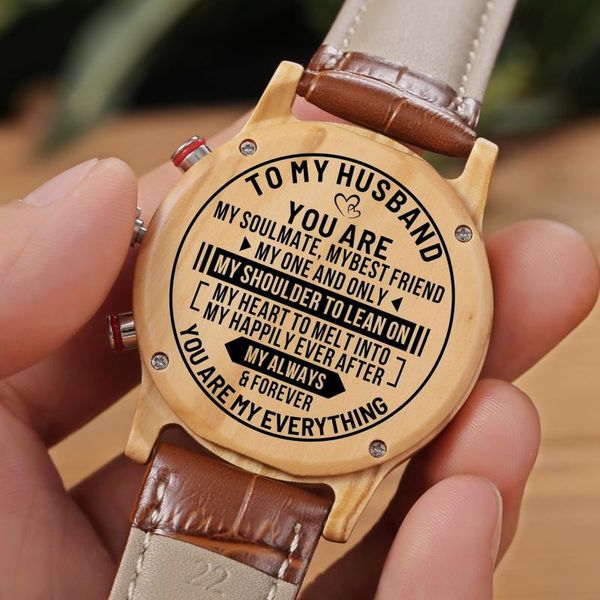 TO MY HUSBAND
YOU ARE
MY SOULMATE, MYBEST FRIEND
MY ONE AND ONLY
MY SHOULDER TO LEAN ON
MY HEART TO MELT INTO
MY HAPPILY EVER AFTER
MY ALWAYS
& FOREVER
YOU ARE MY EVERYTHING
22